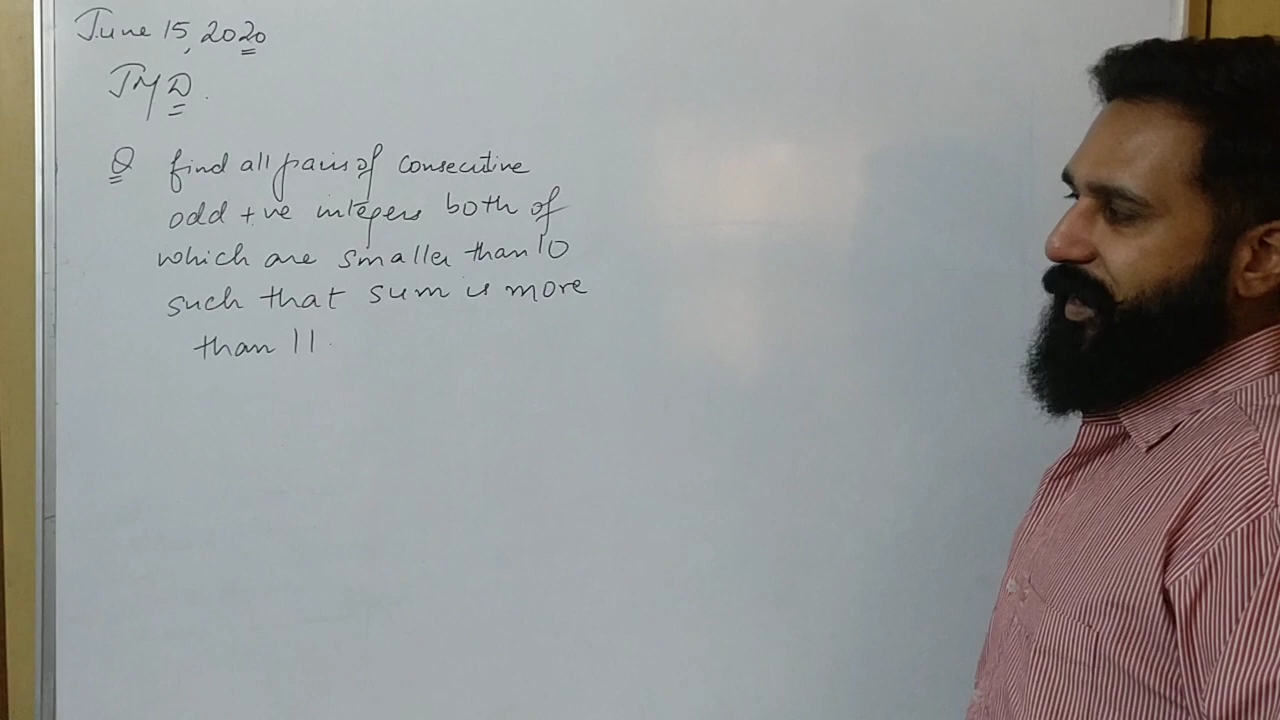 June 15, 2020
JMD.
Q find all pairs of consecutive
odd +ve integers both of
which are smaller than 10
such that sum is more
than 11.